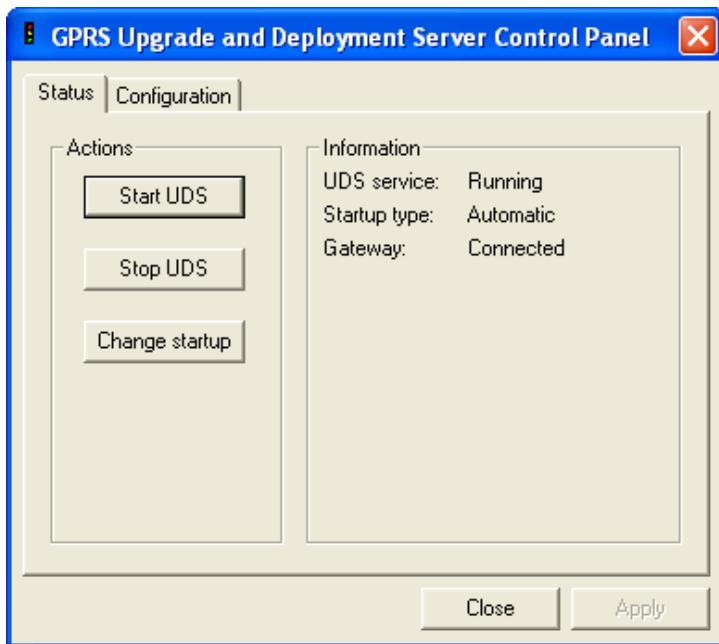 GPRS Upgrade and Deployment Server Control Panel
Status Configuration
Actions
Start UDS
Stop UDS
Change startup
Information
UDS service: Running
Startup type: Automatic
Gateway: Connected
Close Apply